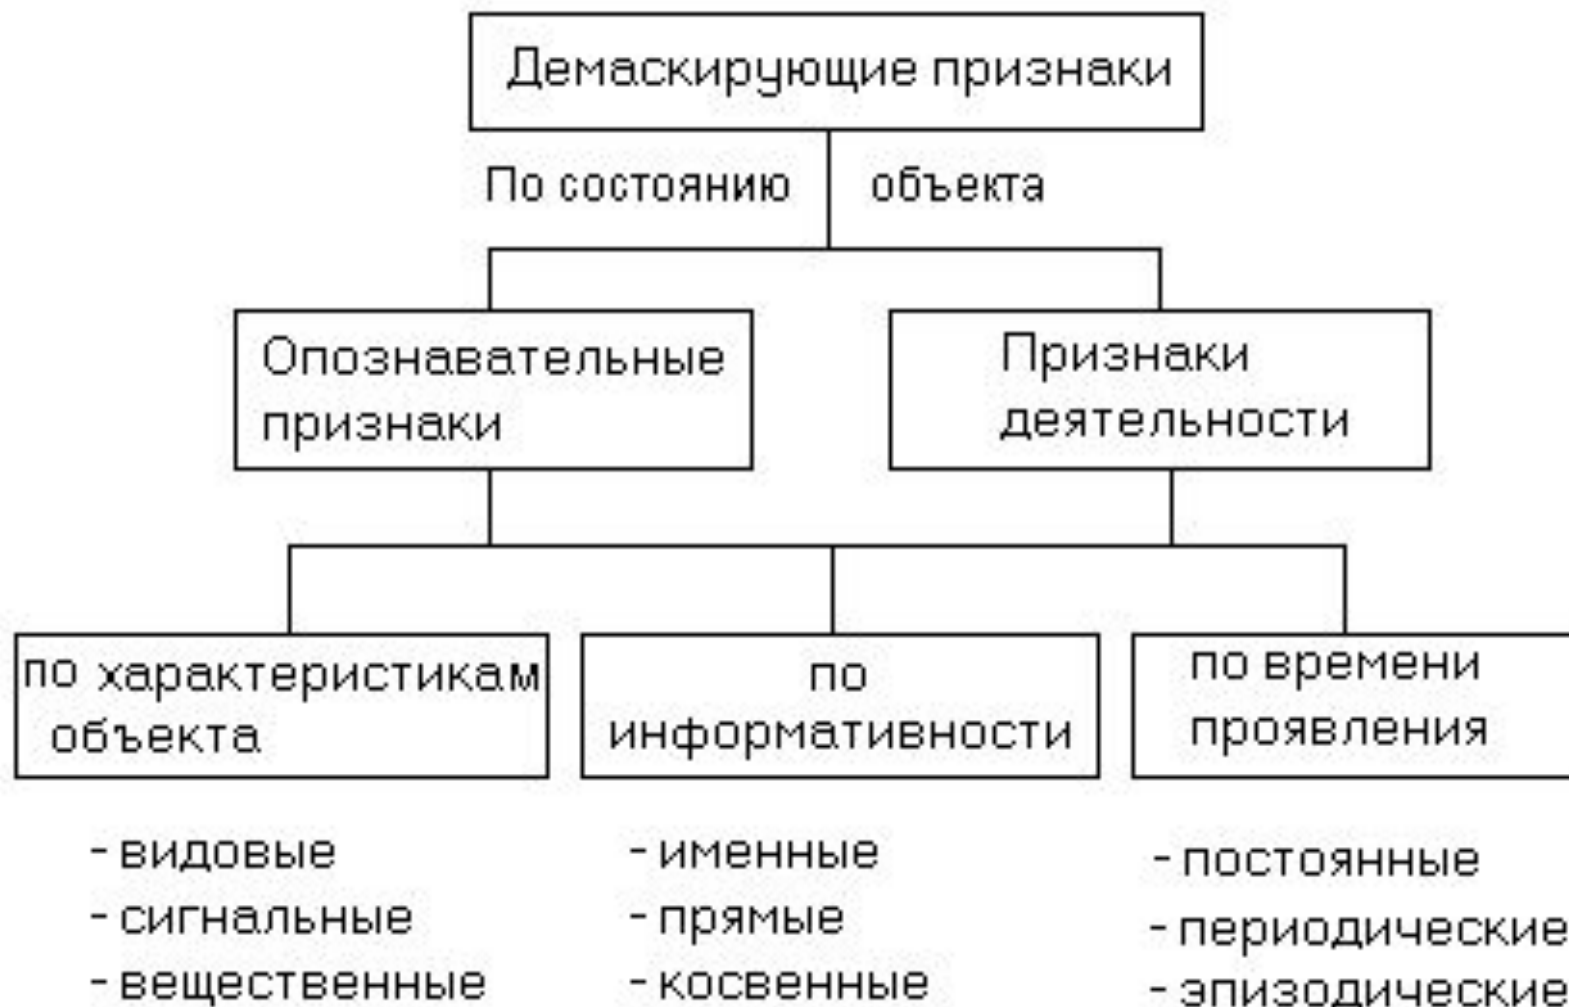 Демаскирующие признаки
По состоянию объекта
Опознавательные
признаки
Признаки
деятельности
по характеристикам
объекта
по
информативности
по времени
проявления
- видовые
- сигнальные
- вещественные
- именные
- прямые
- косвенные
- постоянные
- периодические
- эпизодические